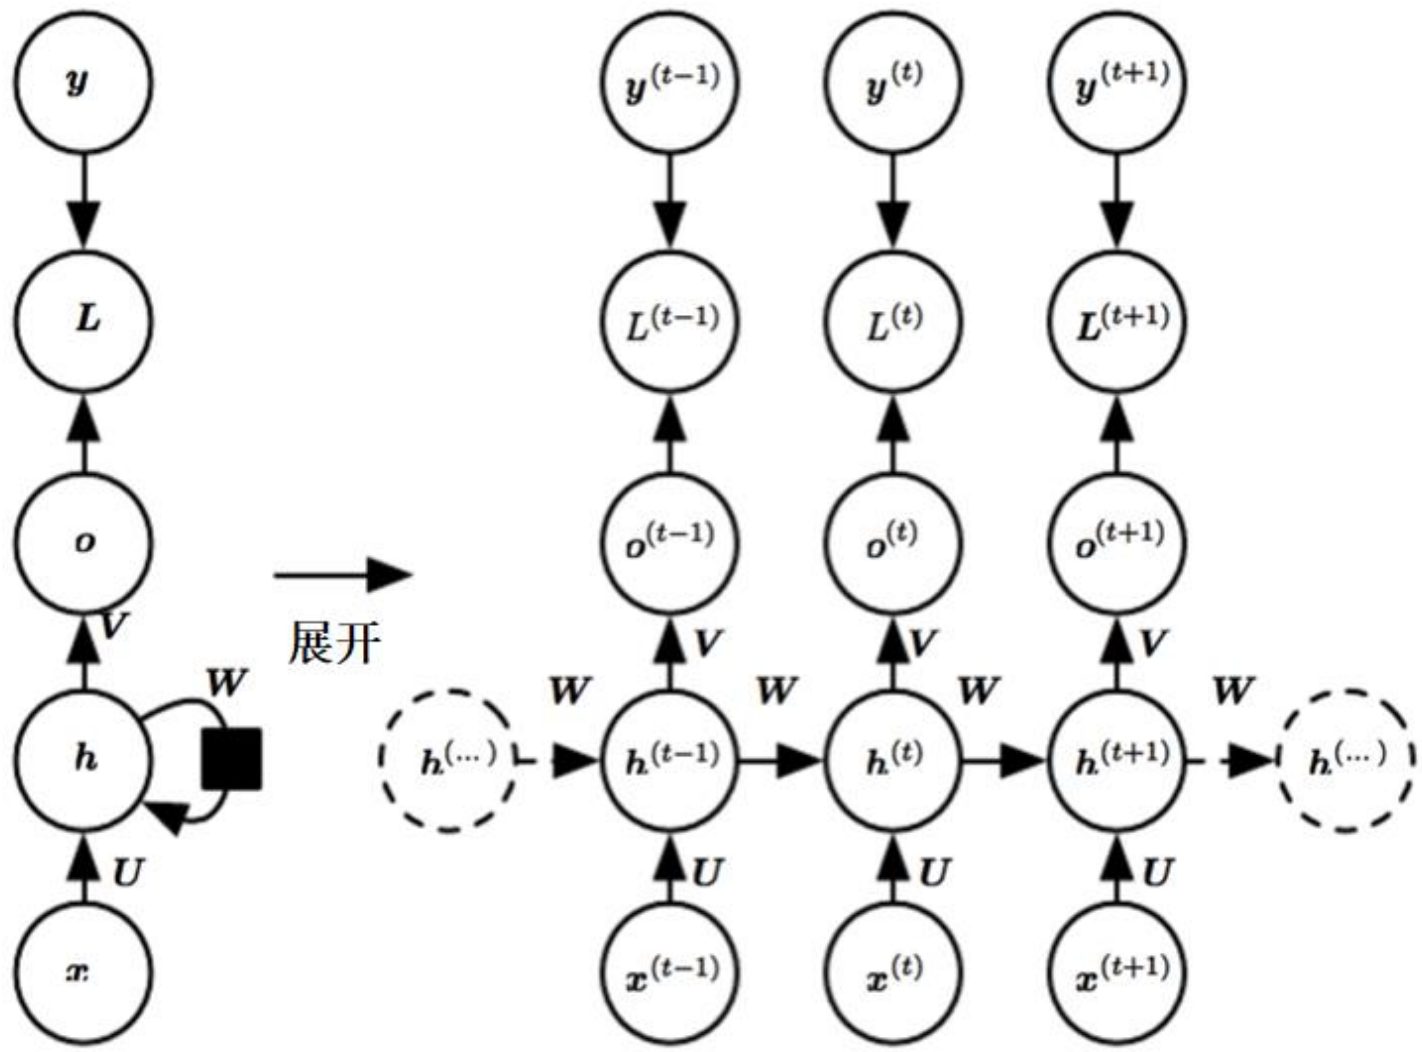 y
L
o
V
W
h
U
x
展开
y^(t−1) y^(t) y^(t+1)
L^(t−1) L^(t) L^(t+1)
o^(t−1) o^(t) o^(t+1)
V V V
W W W W
h^(...) h^(t−1) h^(t) h^(t+1) h^(...)
U U U
x^(t−1) x^(t) x^(t+1)